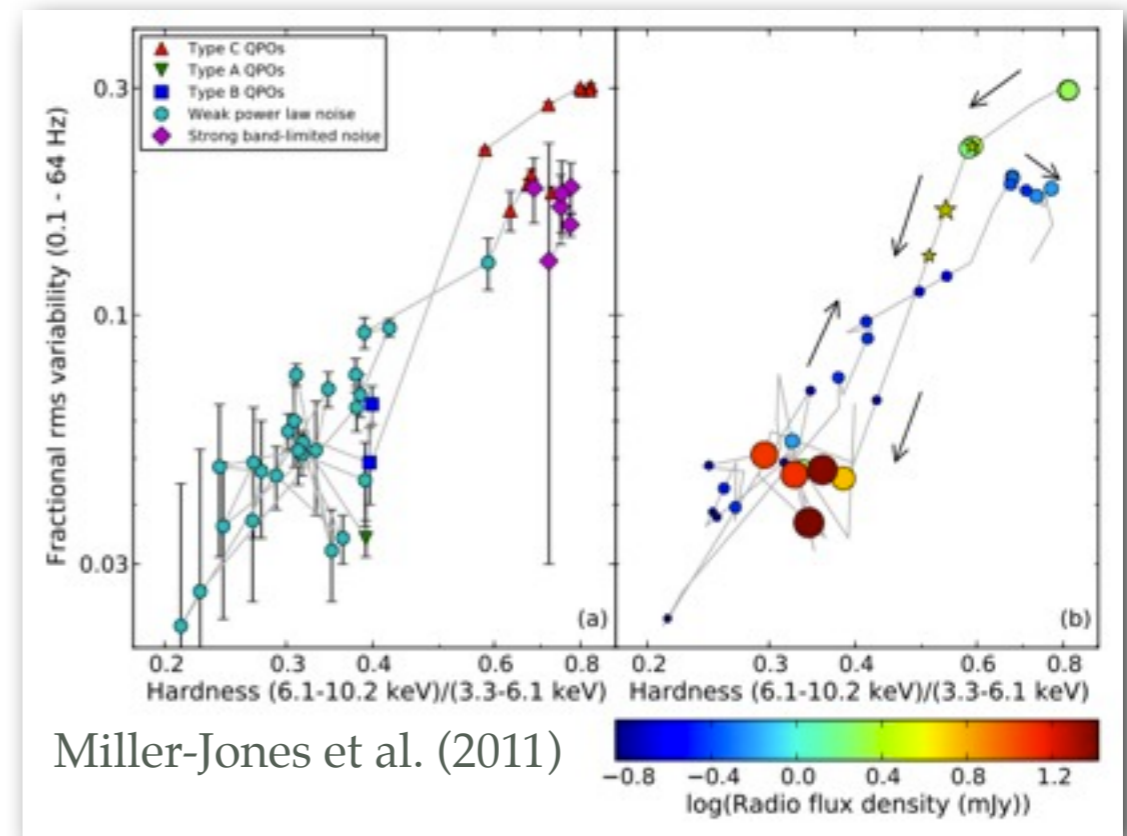 Type C QPOs
Type A QPOs
Type B QPOs
Weak power law noise
Strong band-limited noise
Fractional rms variability (0.1 - 64 Hz)
0.3
0.1
0.03
(a)
(b)
0.2 0.3 0.4 0.6 0.8
0.2 0.3 0.4 0.6 0.8
Hardness (6.1-10.2 keV)/(3.3-6.1 keV)
Hardness (6.1-10.2 keV)/(3.3-6.1 keV)
Miller-Jones et al. (2011)
−0.8 −0.4 0.0 0.4 0.8 1.2
log(Radio flux density (mJy))